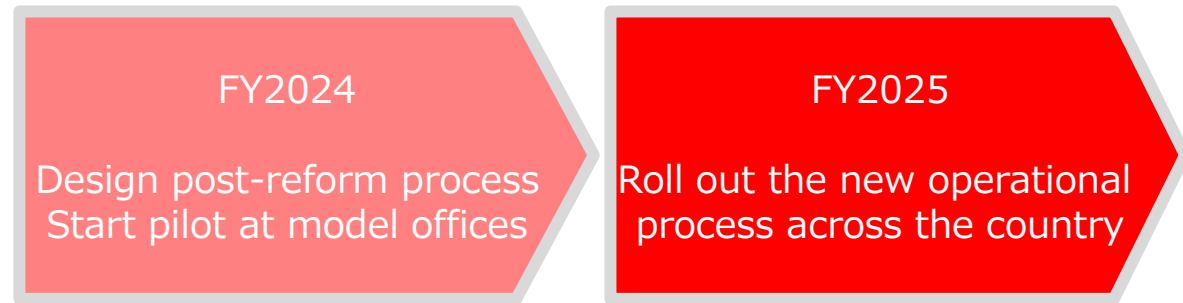 FY2024
Design post-reform process
Start pilot at model offices
FY2025
Roll out the new operational
process across the country